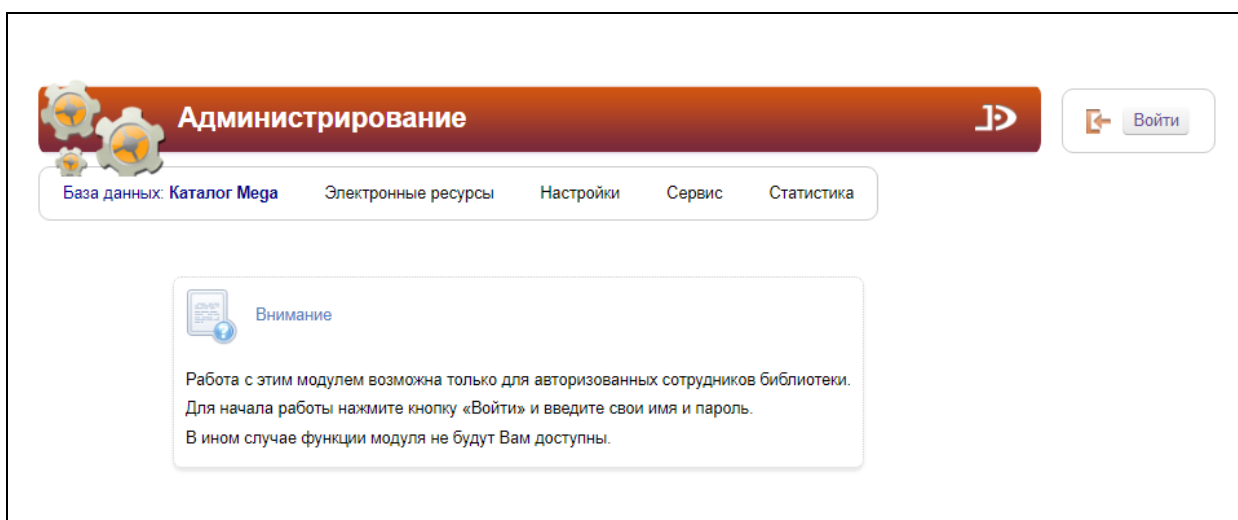 Администрирование
Войти
База данных: Каталог Mega Электронные ресурсы Настройки Сервис Статистика
Внимание
Работа с этим модулем возможна только для авторизованных сотрудников библиотеки.
Для начала работы нажмите кнопку «Войти» и введите свои имя и пароль.
В ином случае функции модуля не будут Вам доступны.